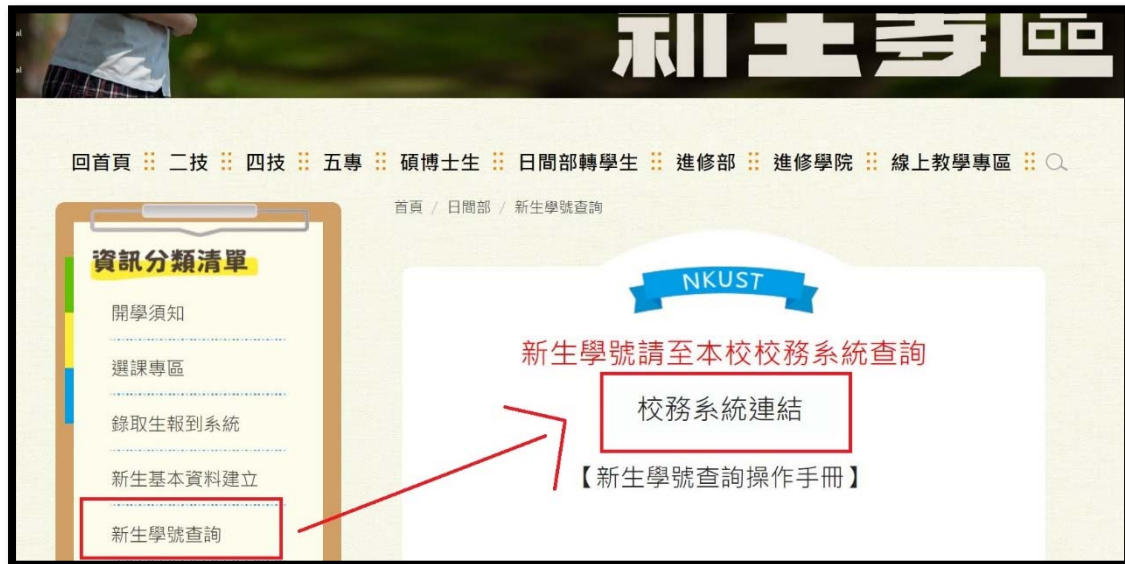 新生專區
回首頁 二技 四技 五專 碩博士生 日間部轉學生 進修部 進修學院 線上教學專區
首頁 / 日間部 / 新生學號查詢
資訊分類清單
開學須知
選課專區
錄取生報到系統
新生基本資料建立
新生學號查詢
NKUST
新生學號請至本校校務系統查詢
校務系統連結
【新生學號查詢操作手冊】